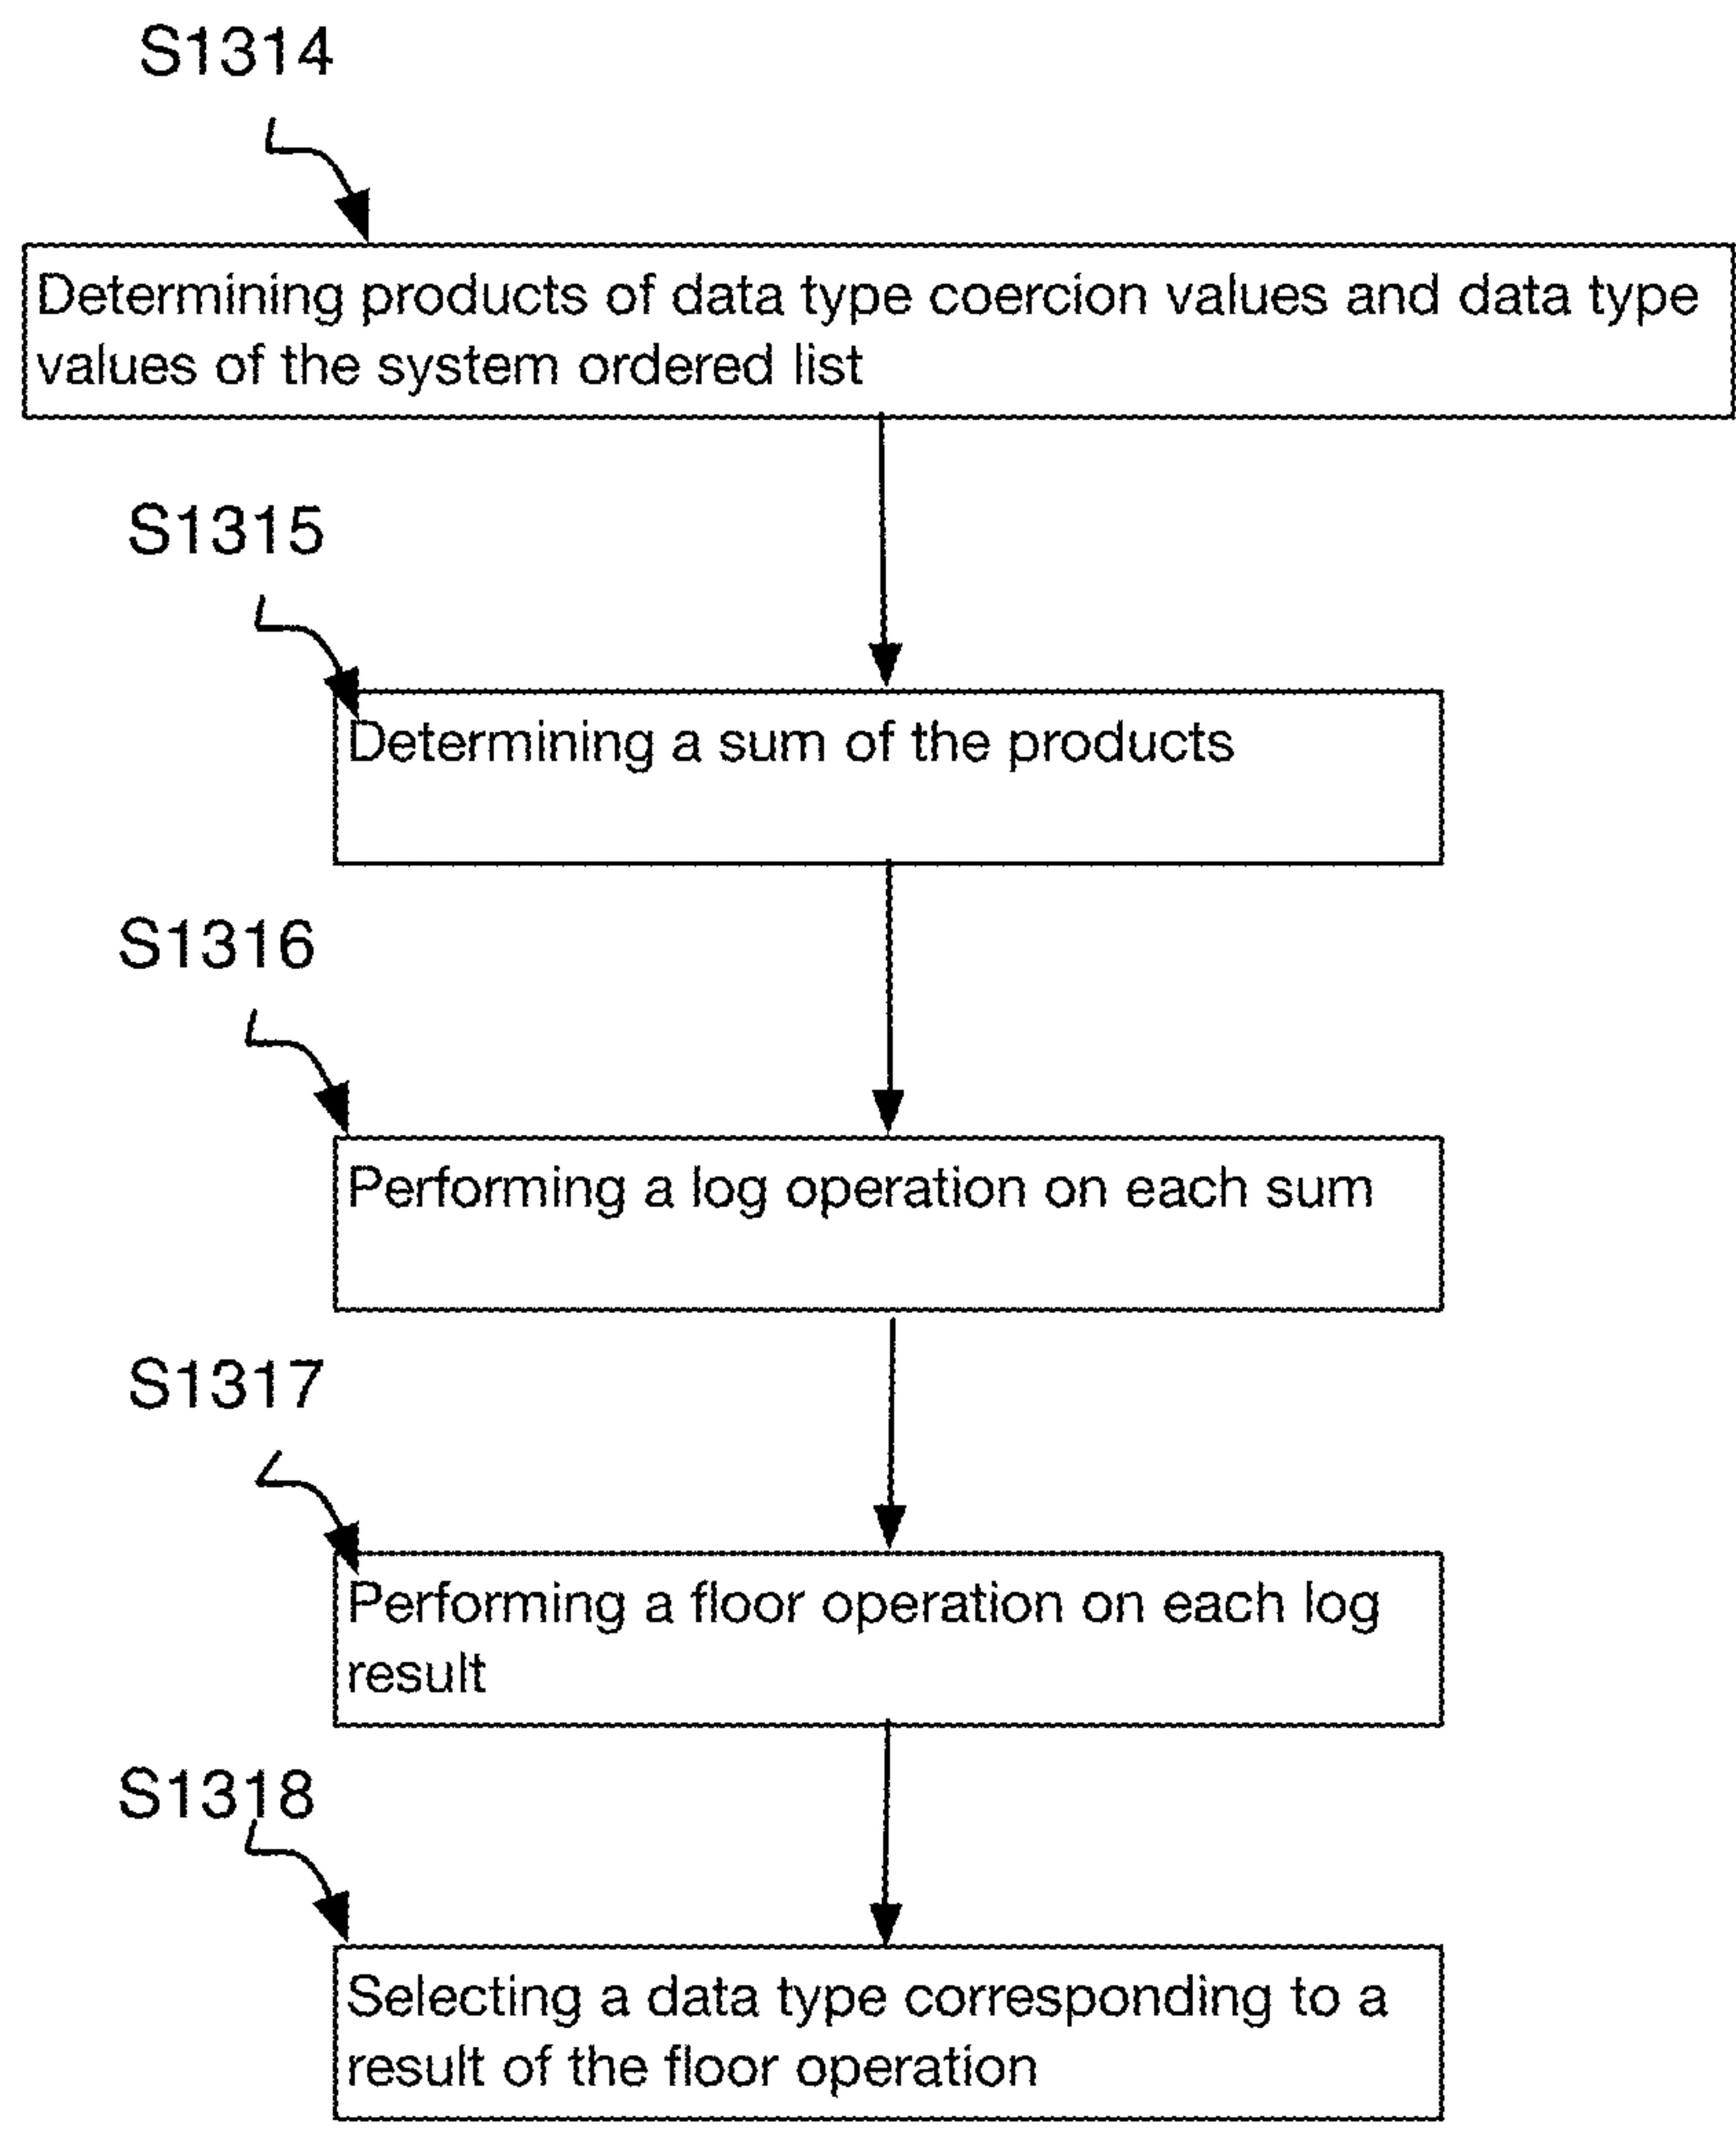 S1314
Determining products of data type coercion values and data type
values of the system ordered list
S1315
Determining a sum of the products
S1316
Performing a log operation on each sum
S1317
Performing a floor operation on each log
result
S1318
Selecting a data type corresponding to a
result of the floor operation